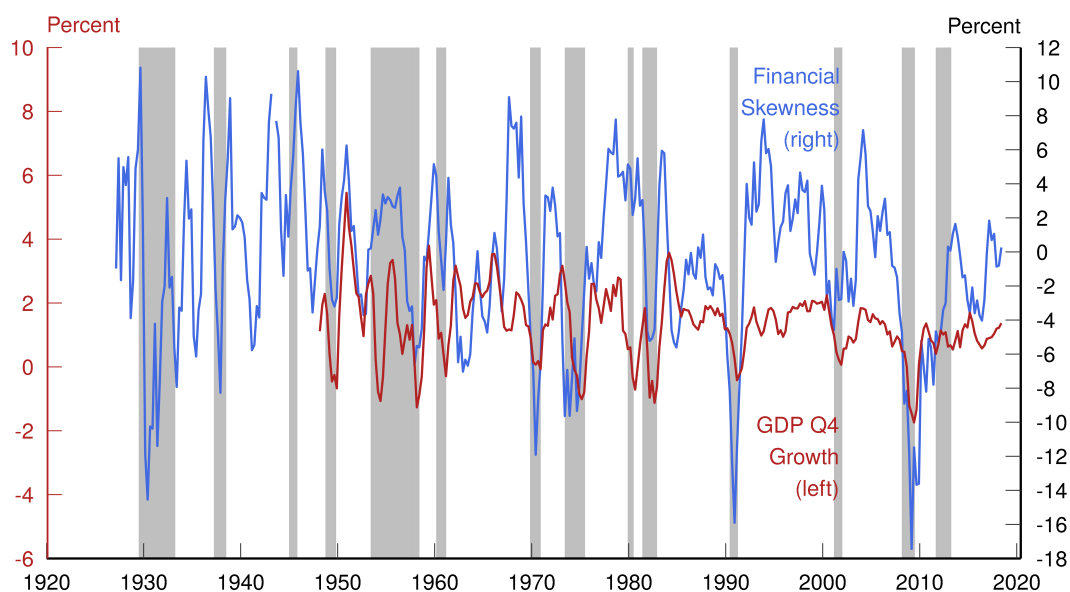 Percent Percent
10 12
8 10
6 8
4 6
2 4
0 2
-2 0
-4 -2
-6 -4
-6
-8
-10
-12
-14
-16
-18
Financial
Skewness
(right)
GDP Q4
Growth
(left)
1920 1930 1940 1950 1960 1970 1980 1990 2000 2010 2020